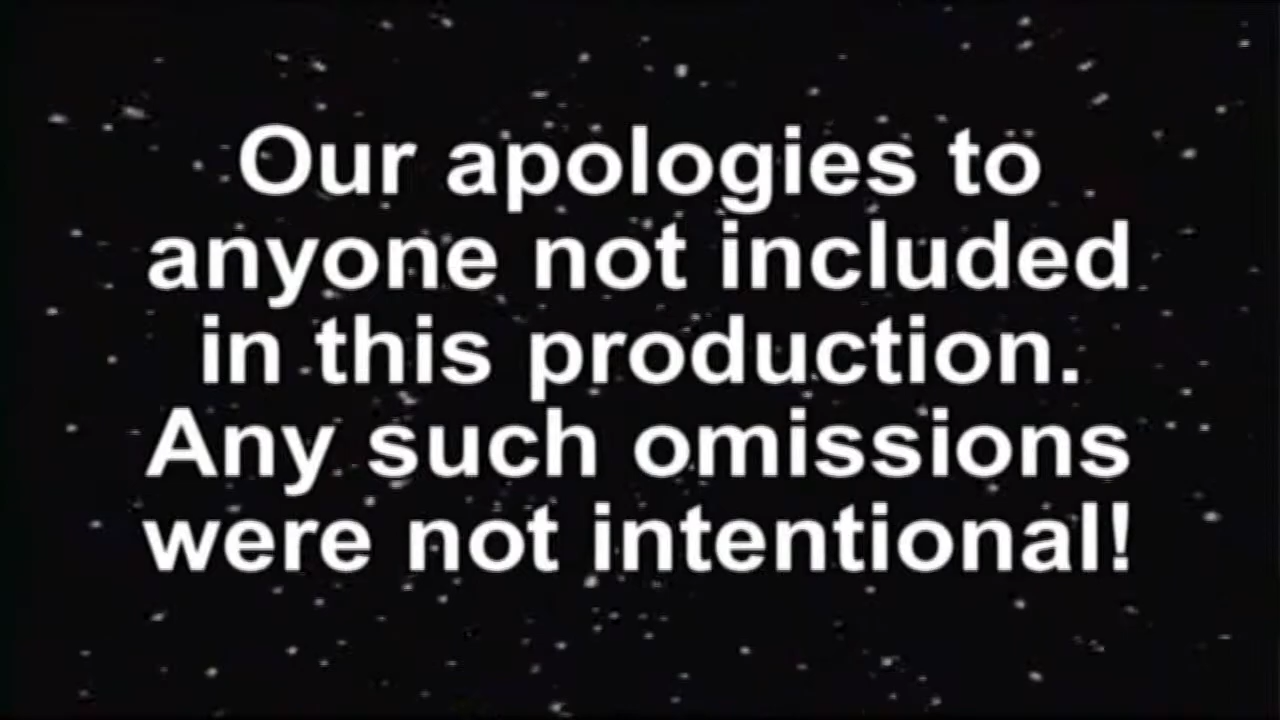 Our apologies to
anyone not included
in this production.
Any such omissions
were not intentional!